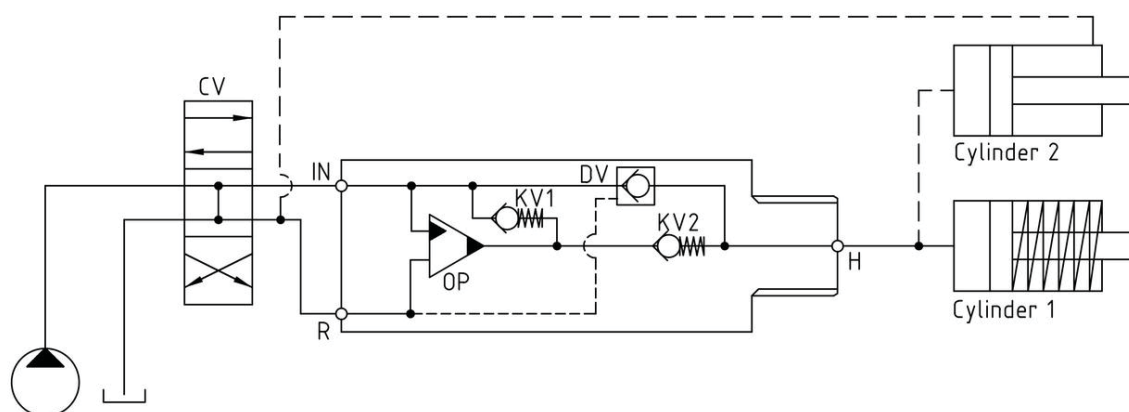 CV
Cylinder 2
IN
DV
KV1
KV2
OP
H
R
Cylinder 1